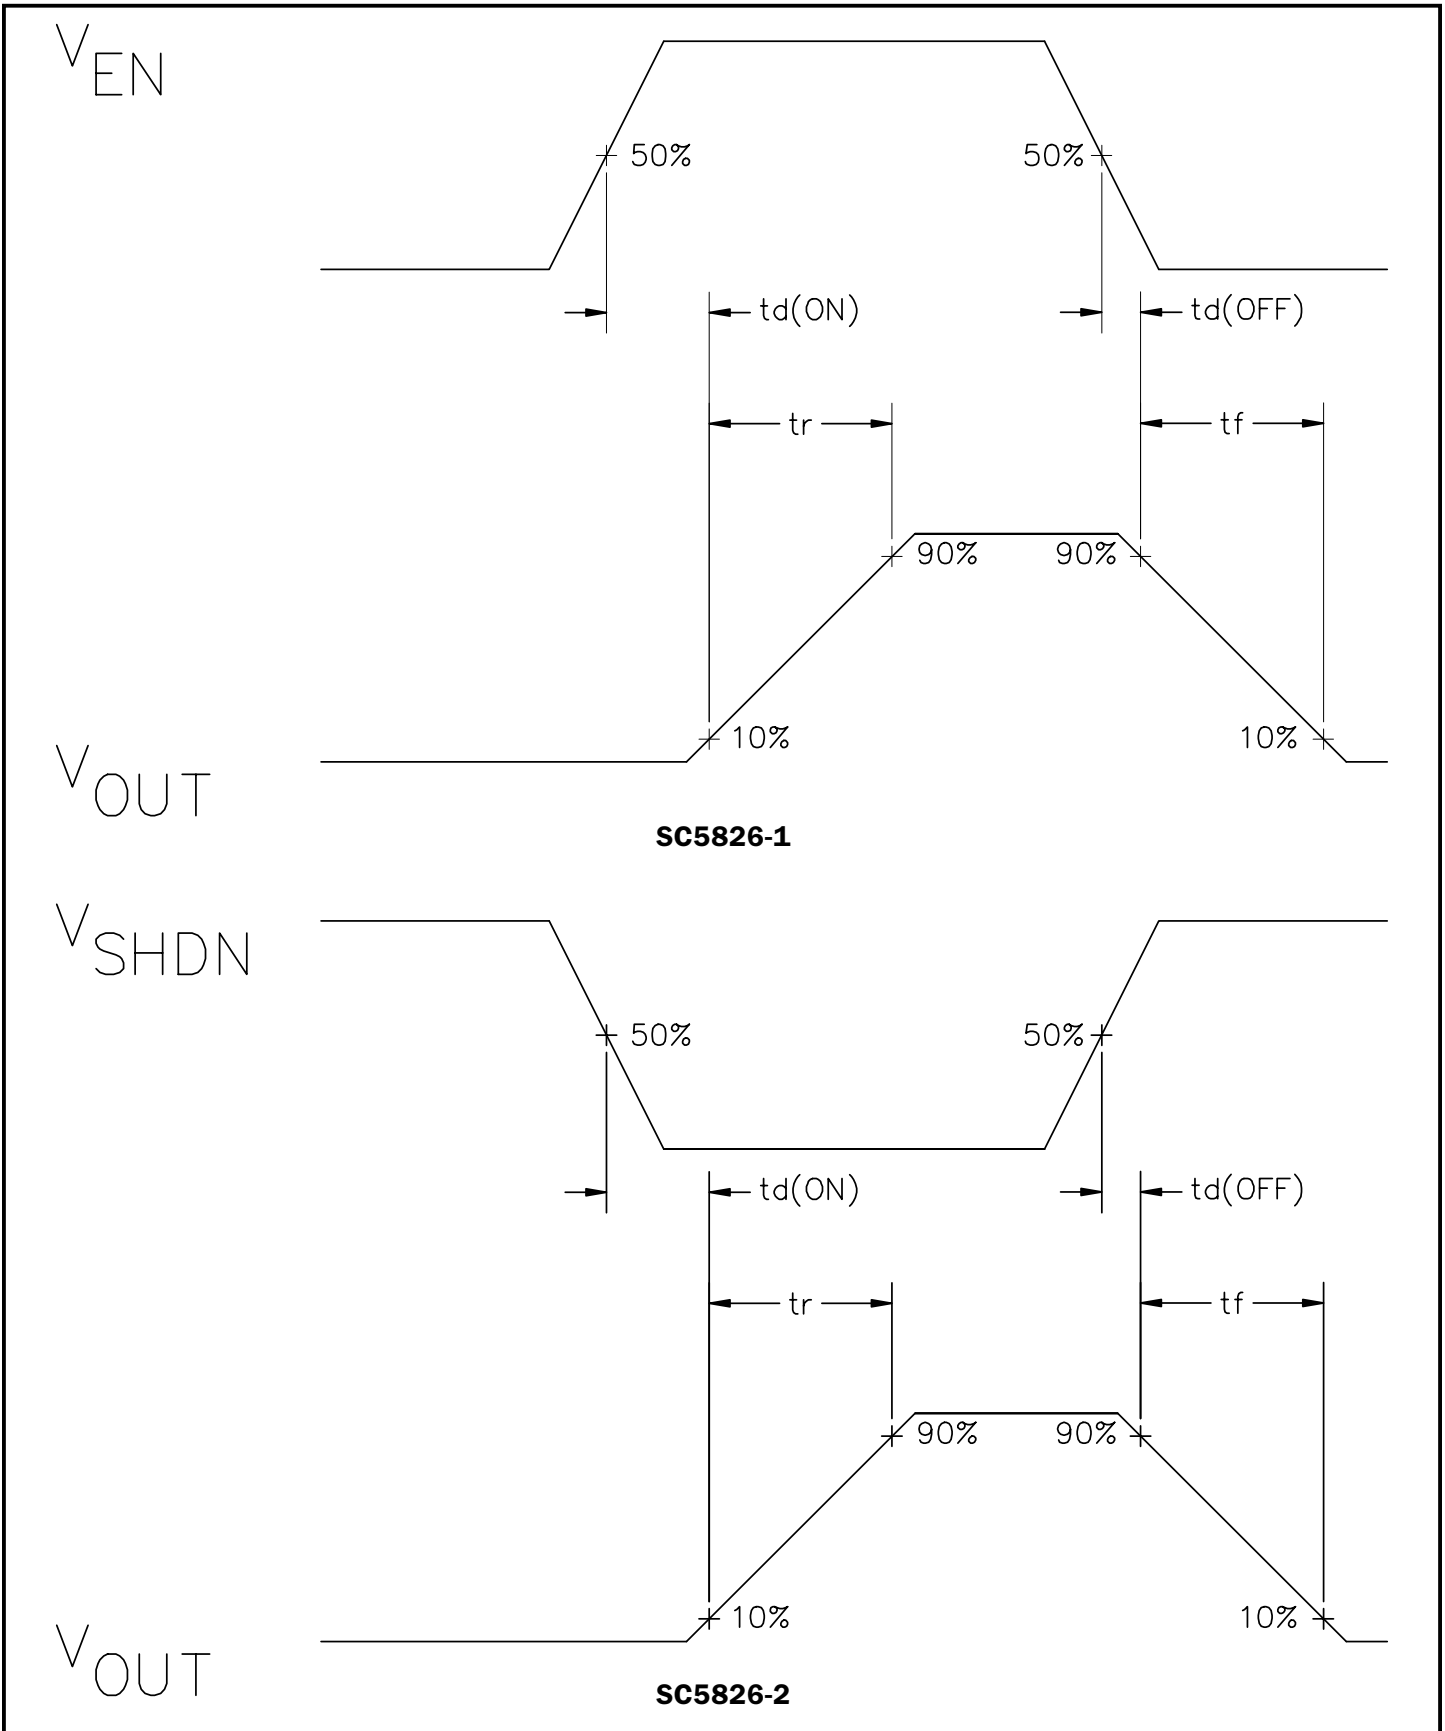 VEN
50% 50%
td(ON) td(OFF)
tr tf
90% 90%
10% 10%
VOUT
SC5826-1
VSHDN
50% 50%
td(ON) td(OFF)
tr tf
90% 90%
10% 10%
VOUT
SC5826-2